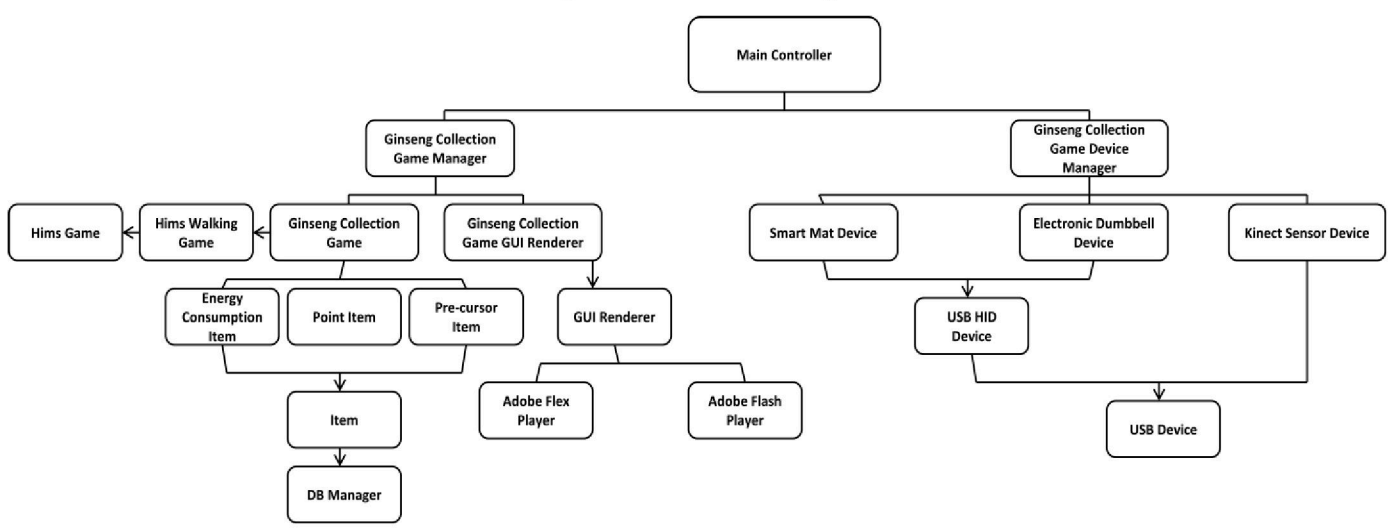 Main Controller
Ginseng Collection
Game Manager
Ginseng Collection
Game Device
Manager
Hims Game
Hims Walking
Game
Ginseng Collection
Game
Ginseng Collection
Game GUI Renderer
Smart Mat Device
Electronic Dumbbell
Device
Kinect Sensor Device
Energy
Consumption
Item
Point Item
Pre-cursor
Item
GUI Renderer
USB HID
Device
Item
Adobe Flex
Player
Adobe Flash
Player
USB Device
DB Manager